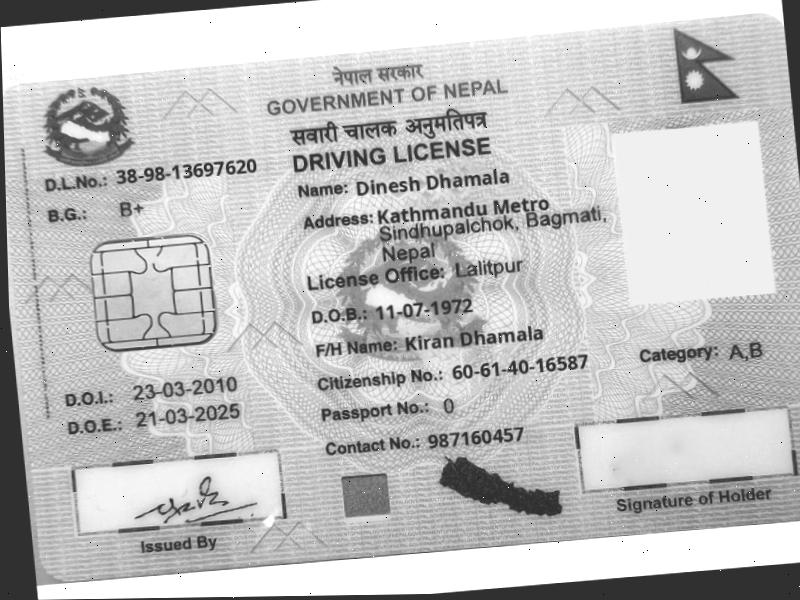 नेपाल सरकार
GOVERNMENT OF NEPAL
सवारी चालक अनुमतिपत्र
DRIVING LICENSE
D.L.No.: 38-98-13697620
B.G.: B+
Name: Dinesh Dhamala
Address: Kathmandu Metro
Sindhupalchok, Bagmati,
Nepal
License Office: Lalitpur
D.O.B.: 11-07-1972
F/H Name: Kiran Dhamala
Citizenship No.: 60-61-40-16587
Passport No.: 0
Contact No.: 987160457
Category: A,B
D.O.I.: 23-03-2010
D.O.E.: 21-03-2025
Issued By
Signature of Holder